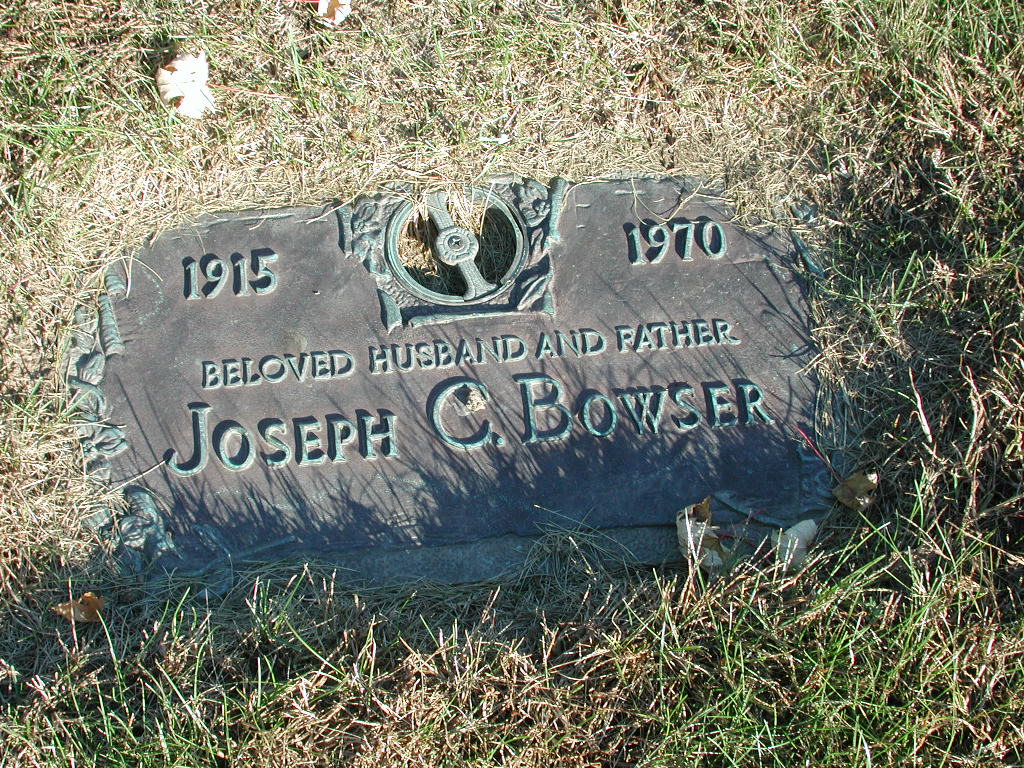 1915 1970
BELOVED HUSBAND AND FATHER
JOSEPH C. BOWSER